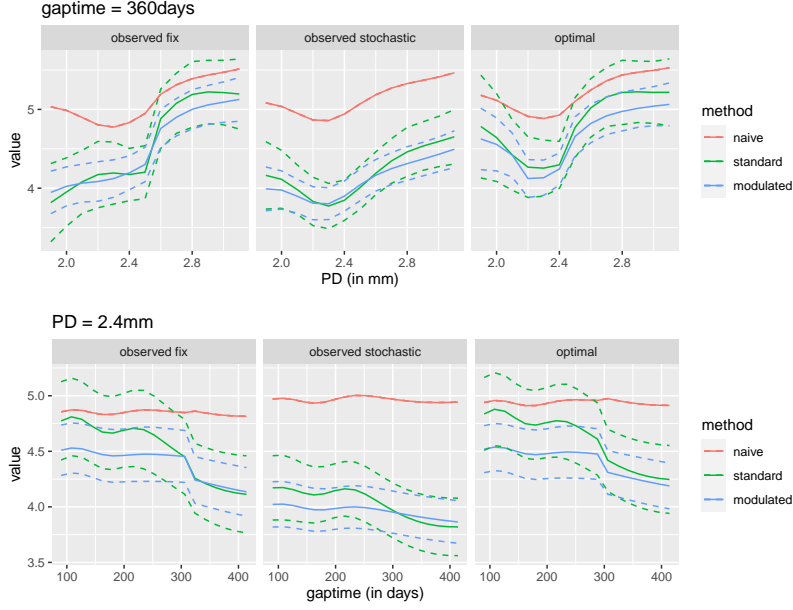 gaptime = 360days
observed fix observed stochastic optimal
5
4
value
2.0 2.4 2.8 2.0 2.4 2.8 2.0 2.4 2.8
PD (in mm)
method
naive
standard
modulated
PD = 2.4mm
observed fix observed stochastic optimal
5.0
4.5
4.0
3.5
value
100 200 300 400 100 200 300 400 100 200 300 400
gaptime (in days)
method
naive
standard
modulated